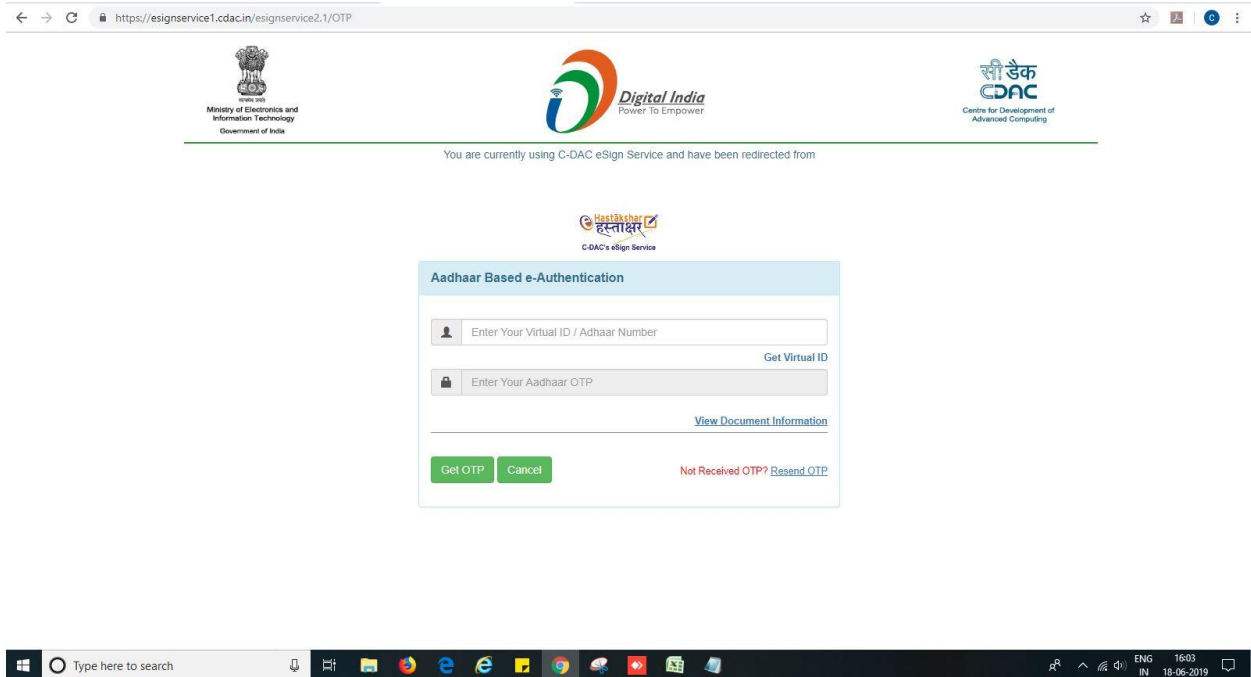 https://esignservice1.cdac.in/esignservice2.1/OTP
C
सत्यमेव जयते
Ministry of Electronics and
Information Technology
Government of India
Digital India
Power To Empower
सी डैक
CDAC
Centre for Development of
Advanced Computing
You are currently using C-DAC eSign Service and have been redirected from
e Hastākshar
हस्ताक्षर
C-DAC's eSign Service
Aadhaar Based e-Authentication
Enter Your Virtual ID / Adhaar Number
Get Virtual ID
Enter Your Aadhaar OTP
View Document Information
Get OTP Cancel Not Received OTP? Resend OTP
Type here to search
ENG 16:03
IN 18-06-2019